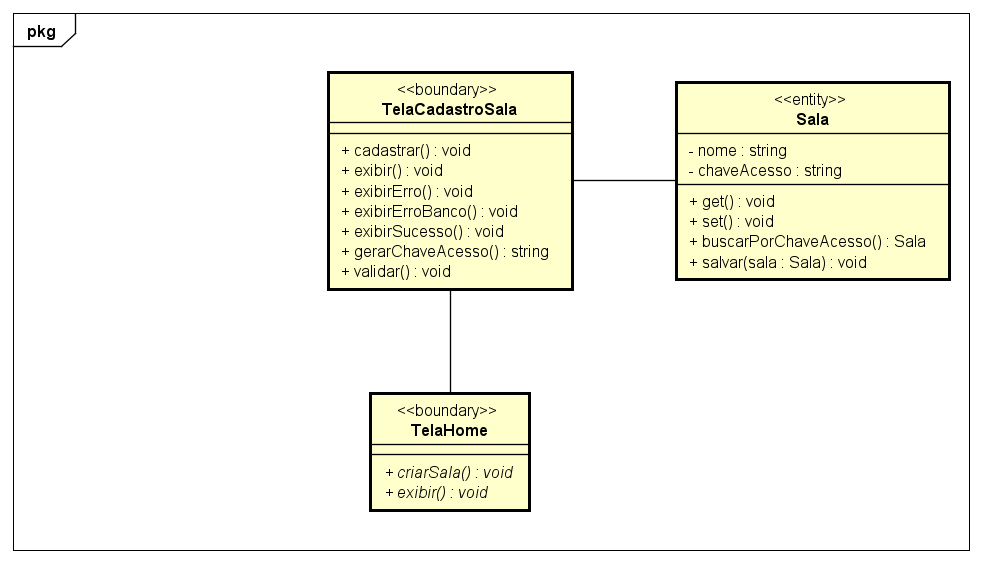 pkg
<<boundary>>
TelaCadastroSala
+ cadastrar() : void
+ exibir() : void
+ exibirErro() : void
+ exibirErroBanco() : void
+ exibirSucesso() : void
+ gerarChaveAcesso() : string
+ validar() : void
<<entity>>
Sala
- nome : string
- chaveAcesso : string
+ get() : void
+ set() : void
+ buscarPorChaveAcesso() : Sala
+ salvar(sala : Sala) : void
<<boundary>>
TelaHome
+ criarSala() : void
+ exibir() : void